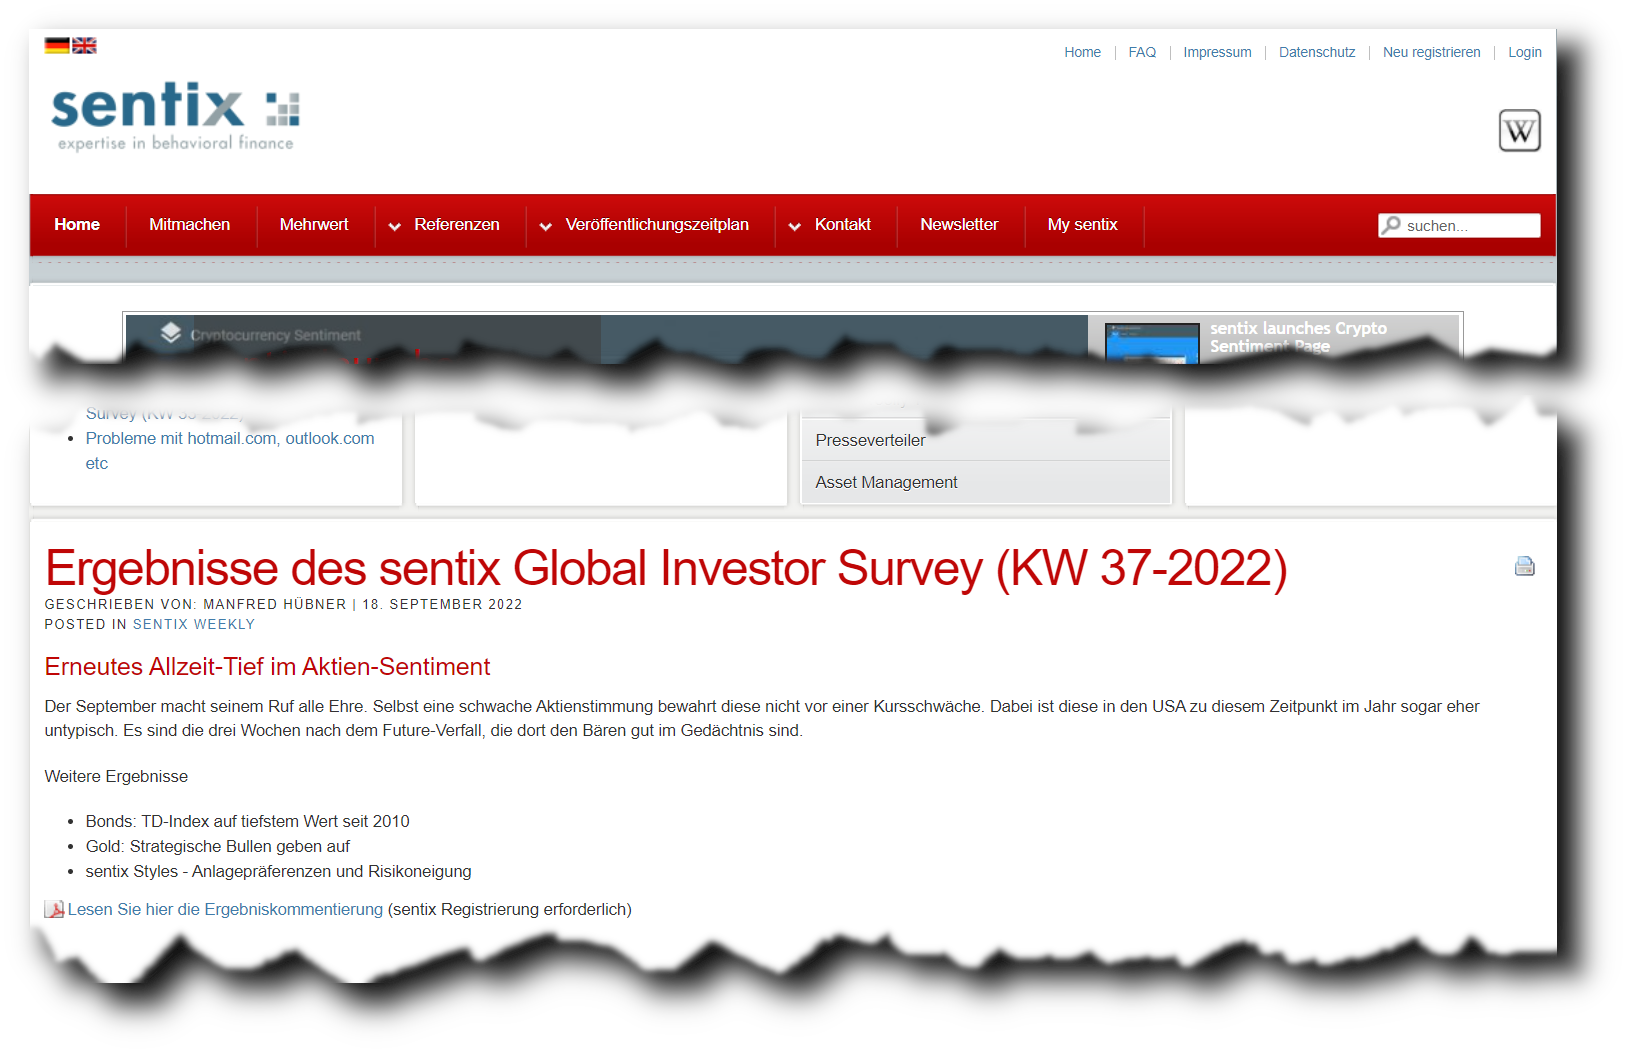 Home | FAQ | Impressum | Datenschutz | Neu registrieren | Login
sentix
expertise in behavioral finance
W
Home Mitmachen Mehrwert Referenzen Veröffentlichungszeitplan Kontakt Newsletter My sentix suchen...
Cryptocurrency Sentiment
sentix launches Crypto
Sentiment Page
Survey (KW
Probleme mit hotmail.com, outlook.com
etc
Presseverteiler
Asset Management
Ergebnisse des sentix Global Investor Survey (KW 37-2022)
GESCHRIEBEN VON: MANFRED HÜBNER | 18. SEPTEMBER 2022
POSTED IN SENTIX WEEKLY
Erneutes Allzeit-Tief im Aktien-Sentiment
Der September macht seinem Ruf alle Ehre. Selbst eine schwache Aktienstimmung bewahrt diese nicht vor einer Kursschwäche. Dabei ist diese in den USA zu diesem Zeitpunkt im Jahr sogar eher
untypisch. Es sind die drei Wochen nach dem Future-Verfall, die dort den Bären gut im Gedächtnis sind.
Weitere Ergebnisse
• Bonds: TD-Index auf tiefstem Wert seit 2010
• Gold: Strategische Bullen geben auf
• sentix Styles - Anlagepräferenzen und Risikoneigung
Lesen Sie hier die Ergebniskommentierung (sentix Registrierung erforderlich)